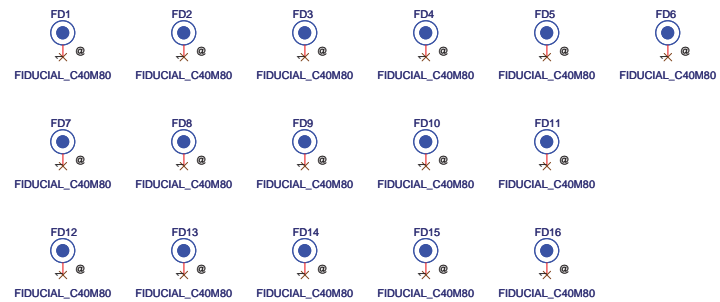 FD1 FD2 FD3 FD4 FD5 FD6
@ @ @ @ @ @
FIDUCIAL_C40M80 FIDUCIAL_C40M80 FIDUCIAL_C40M80 FIDUCIAL_C40M80 FIDUCIAL_C40M80 FIDUCIAL_C40M80
FD7 FD8 FD9 FD10 FD11
@ @ @ @ @
FIDUCIAL_C40M80 FIDUCIAL_C40M80 FIDUCIAL_C40M80 FIDUCIAL_C40M80 FIDUCIAL_C40M80
FD12 FD13 FD14 FD15 FD16
@ @ @ @ @
FIDUCIAL_C40M80 FIDUCIAL_C40M80 FIDUCIAL_C40M80 FIDUCIAL_C40M80 FIDUCIAL_C40M80